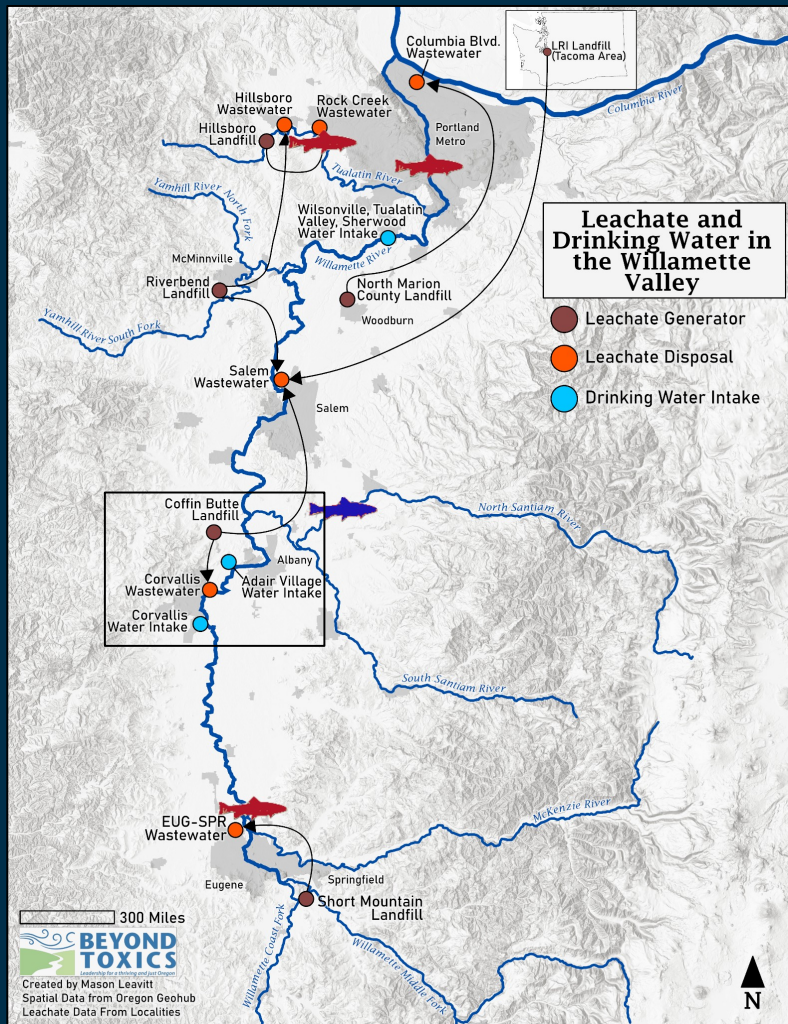 Columbia Blvd.
Wastewater
LRI Landfill
(Tacoma Area)
Columbia River
Hillsboro
Wastewater
Rock Creek
Wastewater
Hillsboro
Landfill
Portland
Metro
Tualatin River
Yamhill River North
Fork
Wilsonville, Tualatin
Valley, Sherwood
Water Intake
Willamette River
McMinnville
Riverbend
Landfill
North Marion
County Landfill
Woodburn
Yamhill River South Fork
Leachate and
Drinking Water in
the Willamette
Valley
Leachate Generator
Leachate Disposal
Drinking Water Intake
Salem
Wastewater
Salem
Coffin Butte
Landfill
North Santiam River
Albany
Corvallis
Wastewater
Adair Village
Water Intake
Corvallis
Water Intake
South Santiam River
McKenzie River
EUG-SPR
Wastewater
Eugene
Springfield
Short Mountain
Landfill
Willamette Coast Fork
Willamette Middle Fork
300 Miles
BEYOND
TOXICS
Leadership for a thriving and just Oregon
Created by Mason Leavitt
Spatial Data from Oregon Geohub
Leachate Data From Localities
N